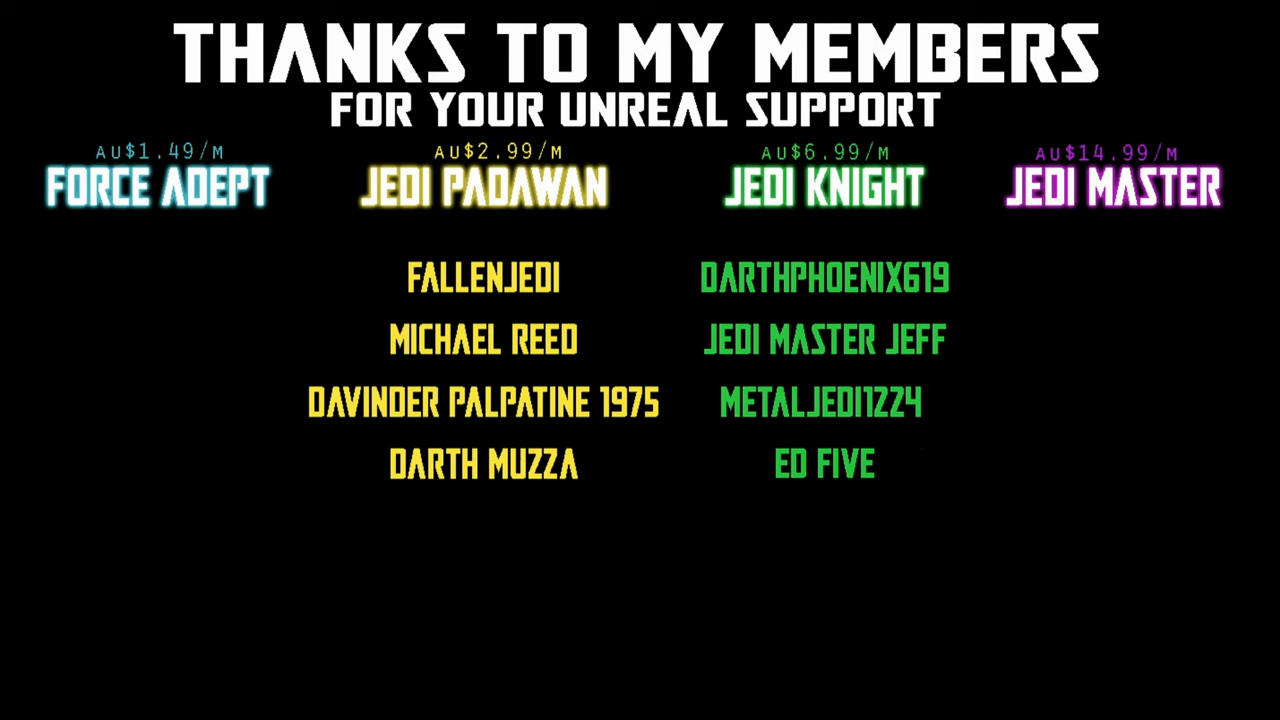 THANKS TO MY MEMBERS
FOR YOUR UNREAL SUPPORT
AU$1.49/M AU$2.99/M AU$6.99/M AU$14.99/M
FORCE ADEPT JEDI PADAWAN JEDI KNIGHT JEDI MASTER
FALLENJEDI DARTHPHOENIX619
MICHAEL REED JEDI MASTER JEFF
DAVINDER PALPATINE 1975 METALJEDI1224
DARTH MUZZA ED FIVE